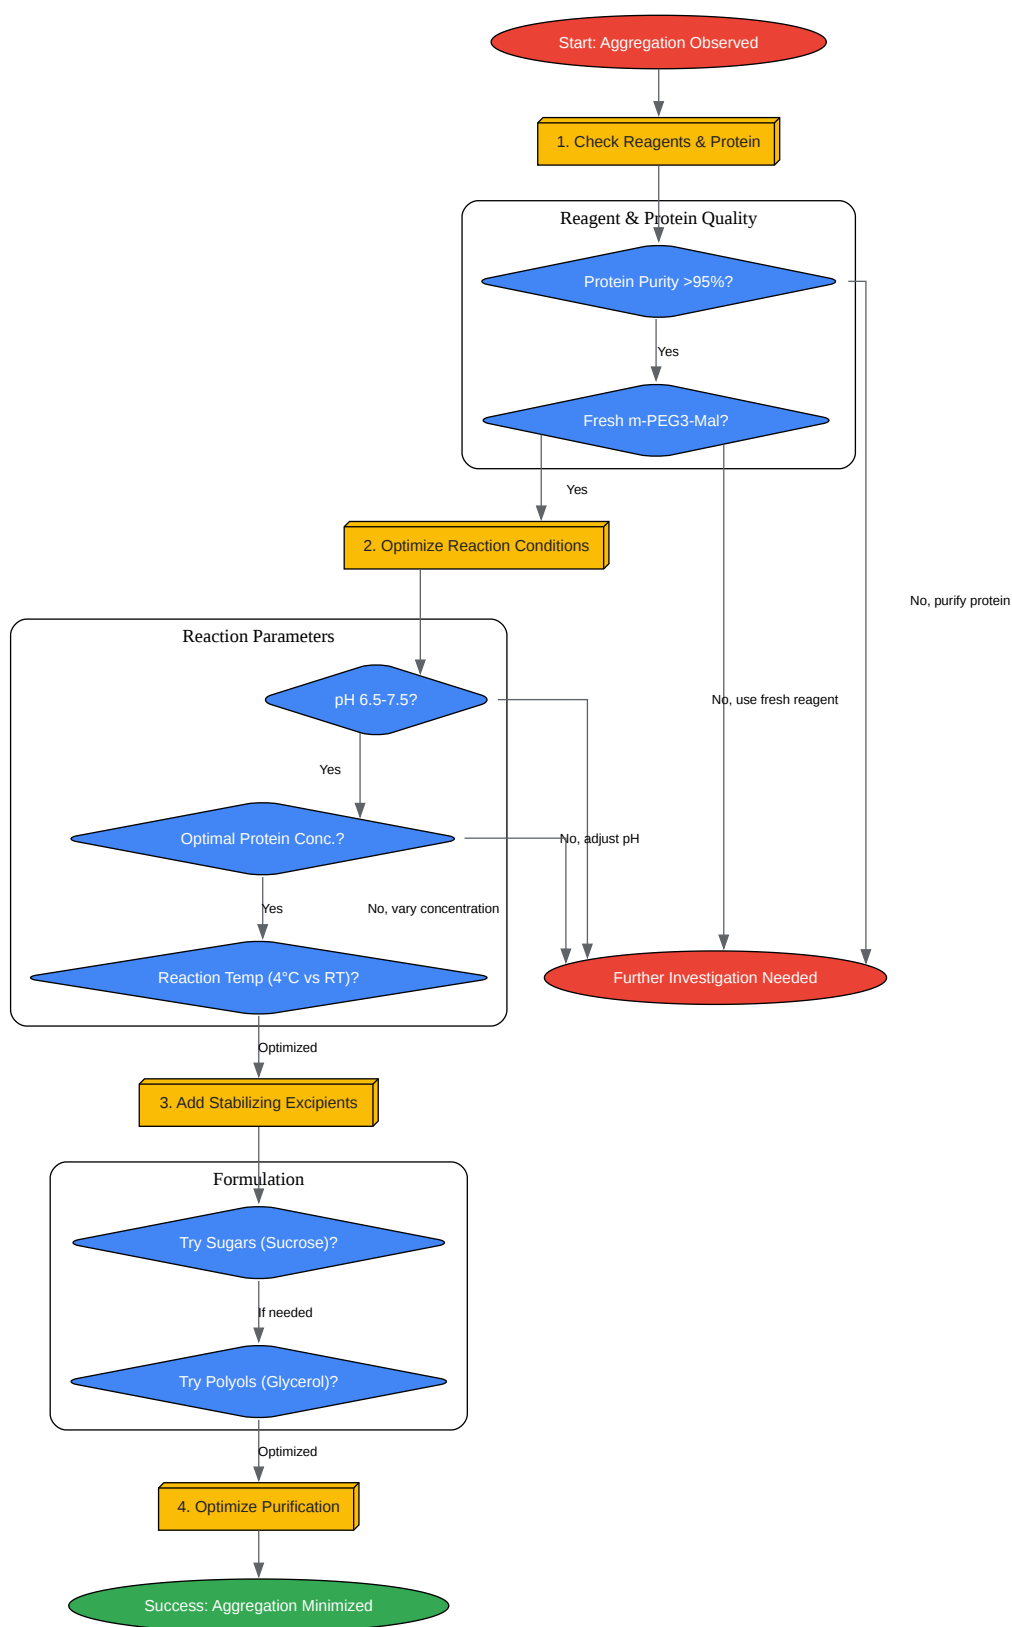 Start: Aggregation Observed
1. Check Reagents & Protein
Reagent & Protein Quality
Protein Purity >95%?
Yes
Fresh m-PEG3-Mal?
Yes
2. Optimize Reaction Conditions
No, purify protein
Reaction Parameters
pH 6.5-7.5?
No, use fresh reagent
Yes
Optimal Protein Conc.?
No, adjust pH
Yes
No, vary concentration
Reaction Temp (4°C vs RT)?
Further Investigation Needed
Optimized
3. Add Stabilizing Excipients
Formulation
Try Sugars (Sucrose)?
If needed
Try Polyols (Glycerol)?
Optimized
4. Optimize Purification
Success: Aggregation Minimized